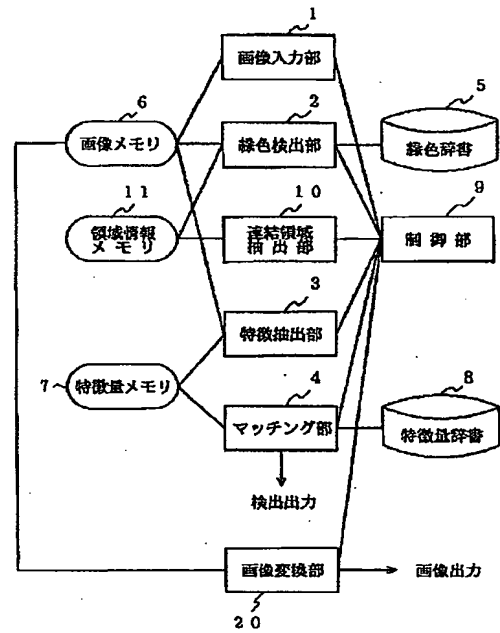 1
画像入力部
6
2
5
画像メモリ
緑色検出部
緑色辞書
11
10
9
領域情報
メモリ
連結領域
抽出部
制御部
3
特徴抽出部
7
特徴量メモリ
4
8
マッチング部
特徴量辞書
検出出力
画像変換部
画像出力
20